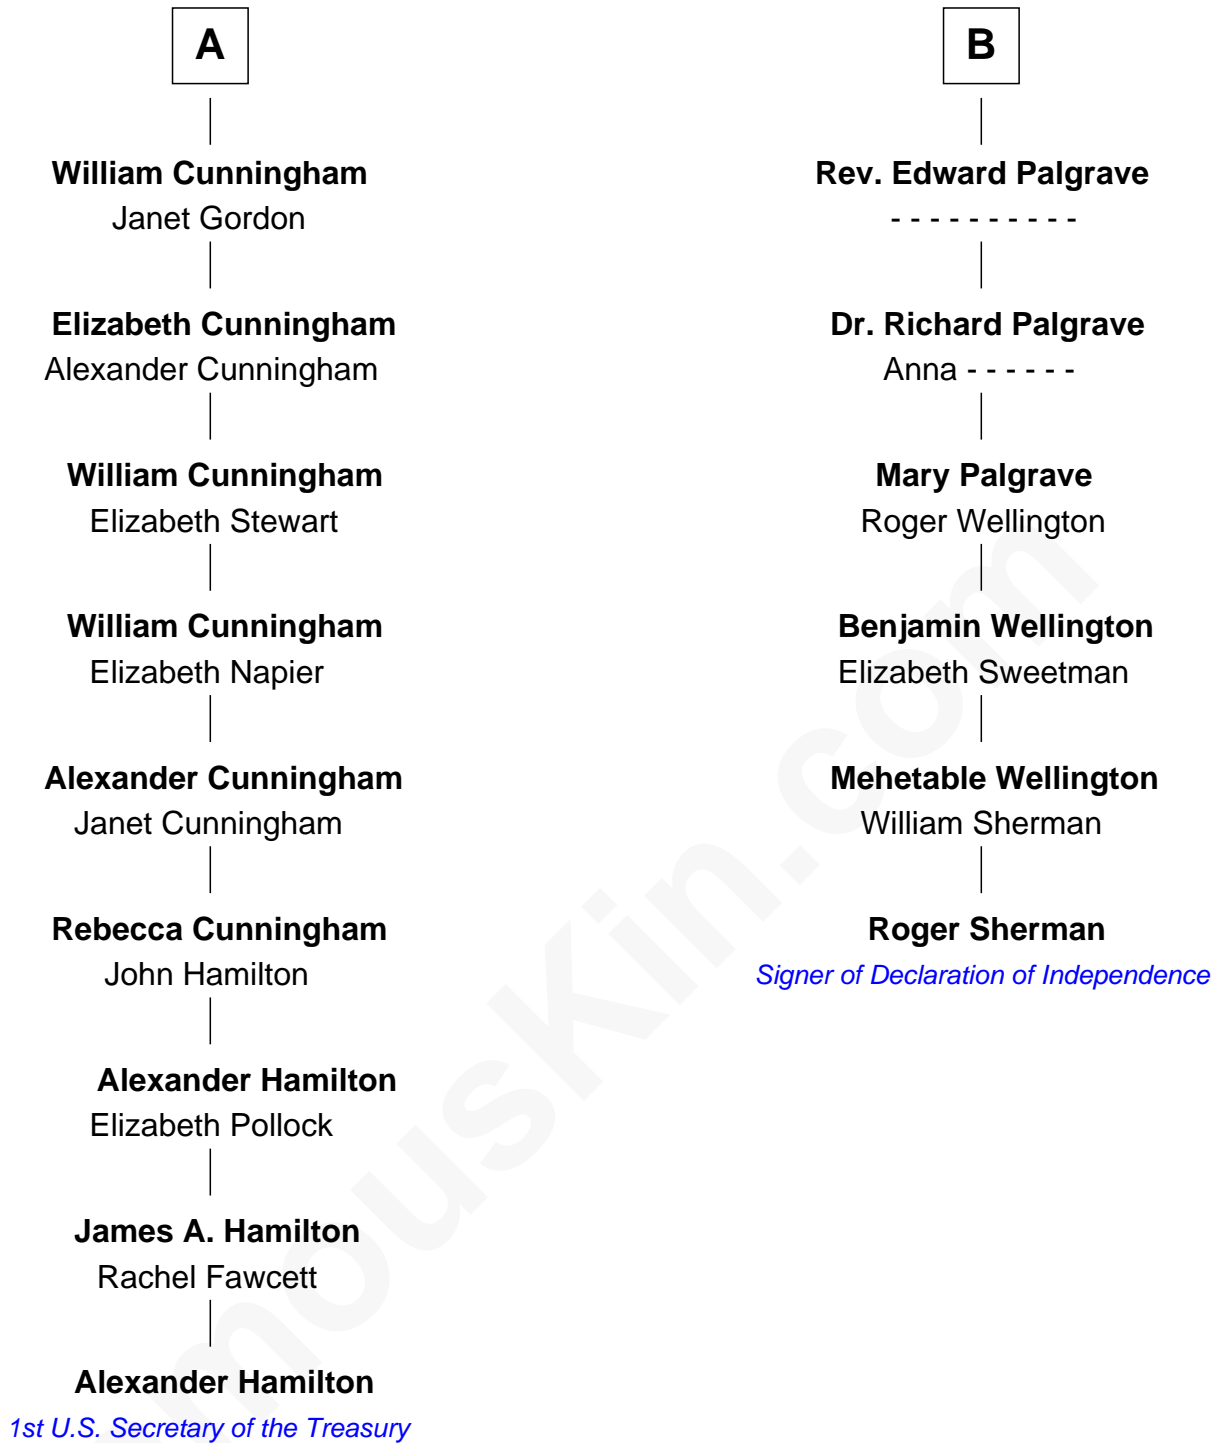 A
William Cunningham
Janet Gordon
Elizabeth Cunningham
Alexander Cunningham
William Cunningham
Elizabeth Stewart
William Cunningham
Elizabeth Napier
Alexander Cunningham
Janet Cunningham
Rebecca Cunningham
John Hamilton
Alexander Hamilton
Elizabeth Pollock
James A. Hamilton
Rachel Fawcett
Alexander Hamilton
1st U.S. Secretary of the Treasury
B
Rev. Edward Palgrave
- - - - - - - - - -
Dr. Richard Palgrave
Anna - - - - - -
Mary Palgrave
Roger Wellington
Benjamin Wellington
Elizabeth Sweetman
Mehetable Wellington
William Sherman
Roger Sherman
Signer of Declaration of Independence
mousKin.com